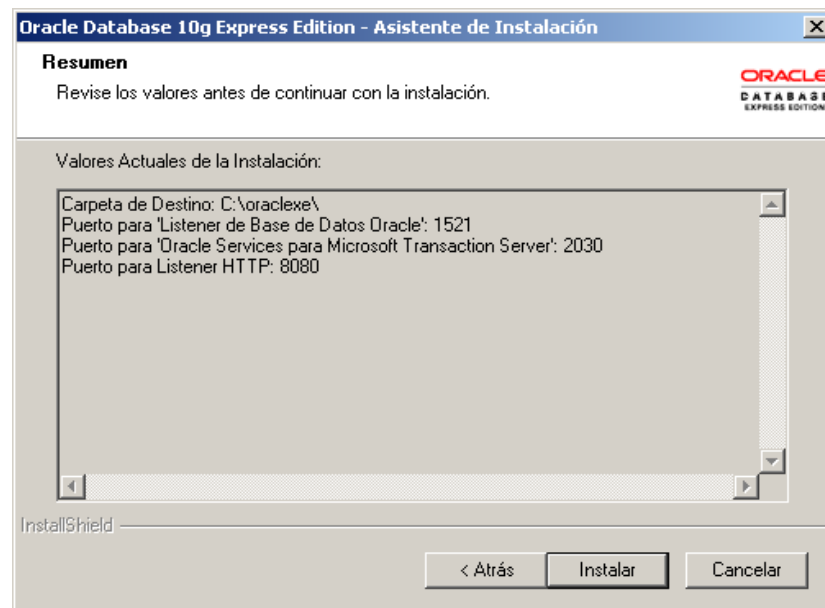 Oracle Database 10g Express Edition - Asistente de Instalación
Resumen
Revise los valores antes de continuar con la instalación.
ORACLE
DATABASE
EXPRESS EDITION
Valores Actuales de la Instalación:
Carpeta de Destino: C:\oraclexe\
Puerto para 'Listener de Base de Datos Oracle': 1521
Puerto para 'Oracle Services para Microsoft Transaction Server': 2030
Puerto para Listener HTTP: 8080
InstallShield
< Atrás
Instalar
Cancelar